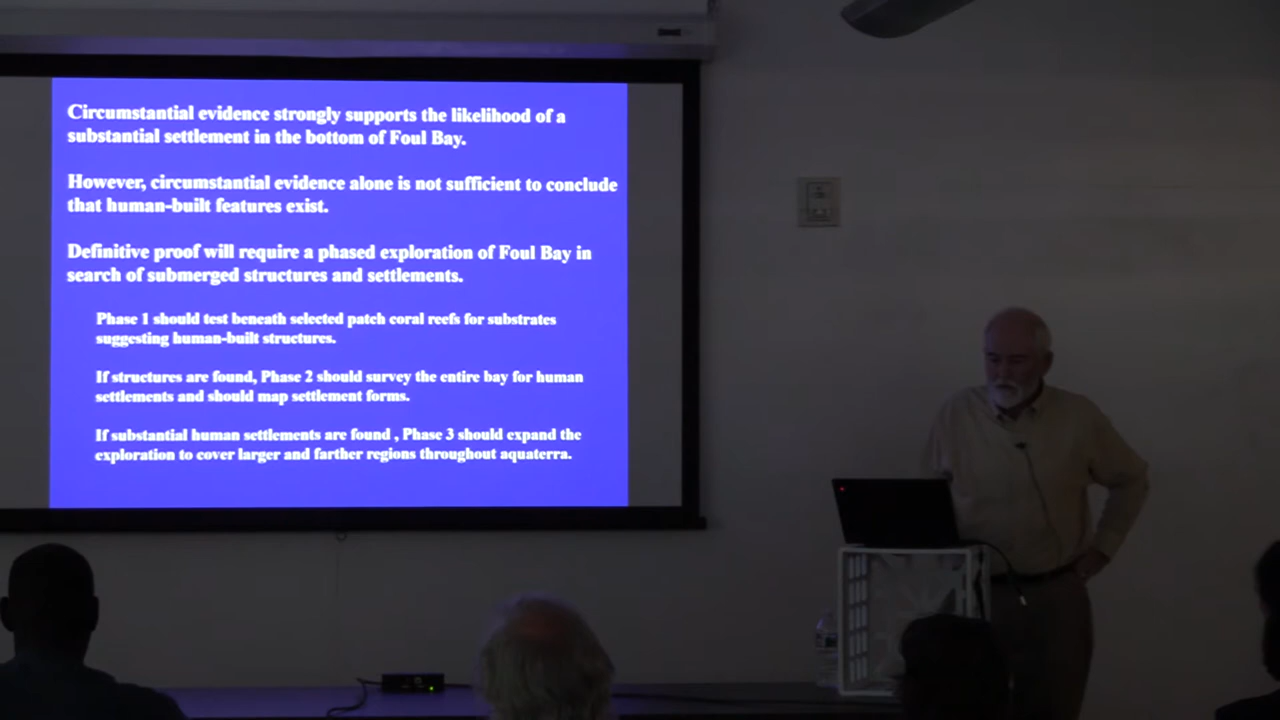 Circumstantial evidence strongly supports the likelihood of a
substantial settlement in the bottom of Foul Bay.
However, circumstantial evidence alone is not sufficient to conclude
that human-built features exist.
Definitive proof will require a phased exploration of Foul Bay in
search of submerged structures and settlements.
Phase 1 should test beneath selected patch coral reefs for substrates
suggesting human-built structures.
If structures are found, Phase 2 should survey the entire bay for human
settlements and should map settlement forms.
If substantial human settlements are found , Phase 3 should expand the
exploration to cover larger and farther regions throughout aquaterra.